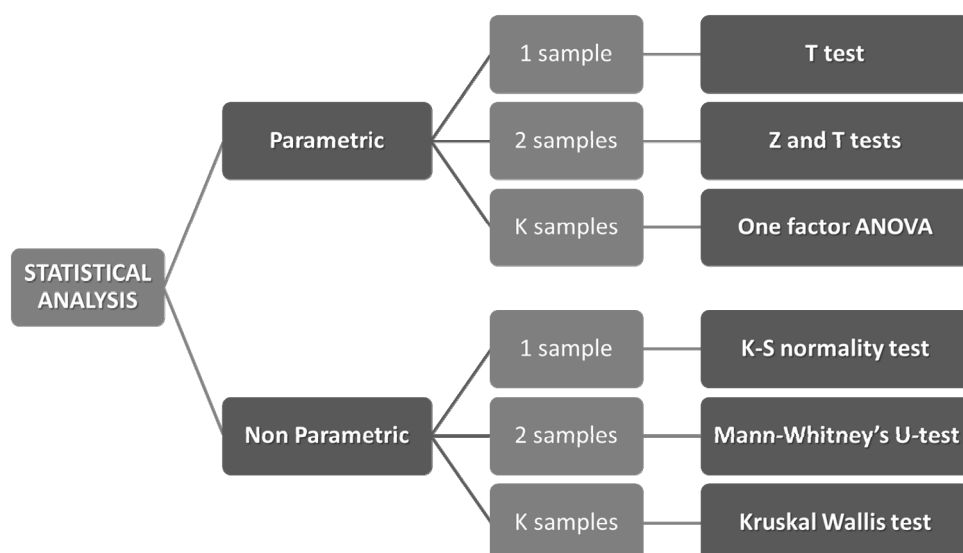 STATISTICAL
ANALYSIS
Parametric
1 sample
T test
2 samples
Z and T tests
K samples
One factor ANOVA
Non Parametric
1 sample
K-S normality test
2 samples
Mann-Whitney’s U-test
K samples
Kruskal Wallis test